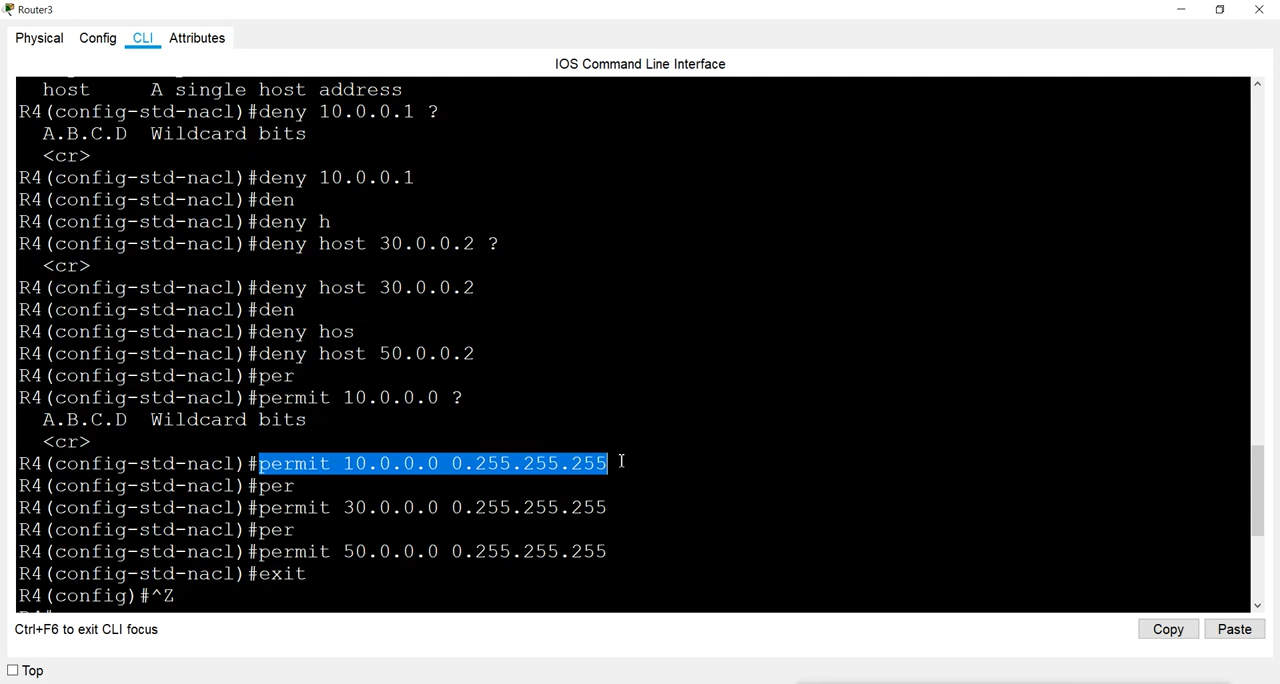 Router3
Physical Config CLI Attributes
IOS Command Line Interface
host A single host address
R4(config-std-nacl)#deny 10.0.0.1 ?
A.B.C.D Wildcard bits
<cr>
R4(config-std-nacl)#deny 10.0.0.1
R4(config-std-nacl)#den
R4(config-std-nacl)#deny h
R4(config-std-nacl)#deny host 30.0.0.2 ?
<cr>
R4(config-std-nacl)#deny host 30.0.0.2
R4(config-std-nacl)#den
R4(config-std-nacl)#deny hos
R4(config-std-nacl)#deny host 50.0.0.2
R4(config-std-nacl)#per
R4(config-std-nacl)#permit 10.0.0.0 ?
A.B.C.D Wildcard bits
<cr>
R4(config-std-nacl)#permit 10.0.0.0 0.255.255.255
R4(config-std-nacl)#per
R4(config-std-nacl)#permit 30.0.0.0 0.255.255.255
R4(config-std-nacl)#per
R4(config-std-nacl)#permit 50.0.0.0 0.255.255.255
R4(config-std-nacl)#exit
R4(config)#^Z
Ctrl+F6 to exit CLI focus
Copy Paste
Top